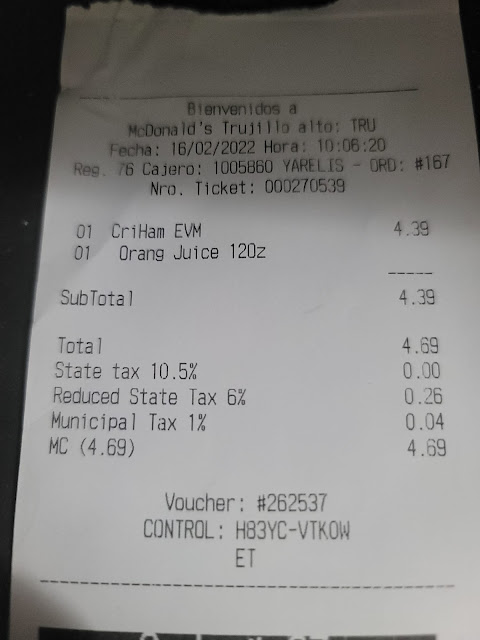 Bienvenidos a
McDonald's Trujillo alto: TRU
Fecha: 16/02/2022 Hora: 10:06:20
Reg. 76 Cajero: 1005860 YARELIS - ORD: #167
Nro. Ticket: 000270539
01 CriHam EVM 4.39
01 Orang Juice 12Oz
-----
SubTotal 4.39
Total 4.69
State tax 10.5% 0.00
Reduced State Tax 6% 0.26
Municipal Tax 1% 0.04
MC (4.69) 4.69
Voucher: #262537
CONTROL: H83YC-VTKOW
ET